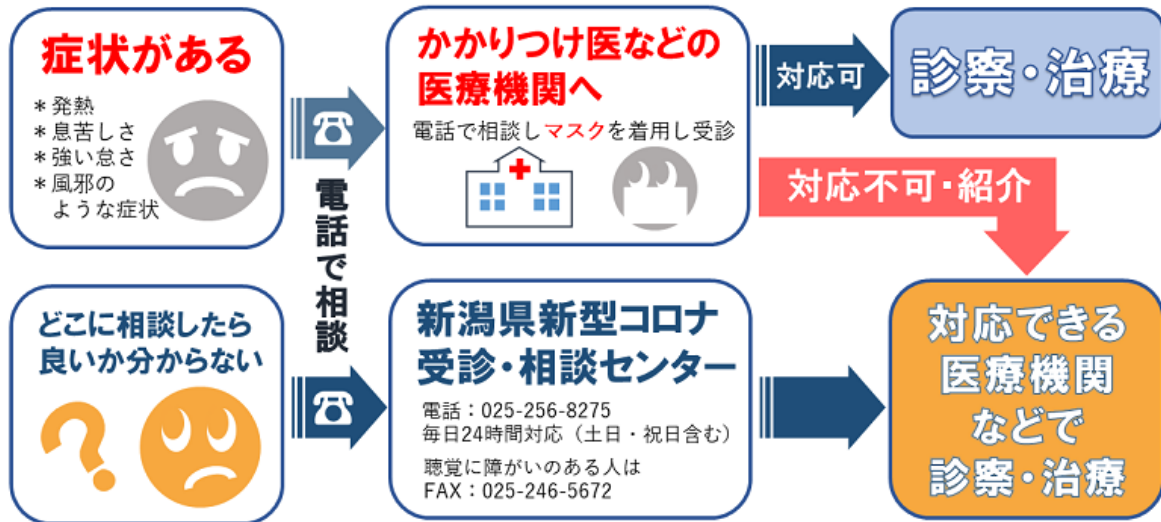 症状がある
*発熱
*息苦しさ
*強い怠さ
*風邪の
ような症状
電話で相談
かかりつけ医などの
医療機関へ
電話で相談しマスクを着用し受診
対応可
診察・治療
対応不可・紹介
どこに相談したら
良いか分からない
新潟県新型コロナ
受診・相談センター
電話：025-256-8275
毎日24時間対応（土日・祝日含む）
聴覚に障がいのある人は
FAX：025-246-5672
対応できる
医療機関
などで
診察・治療